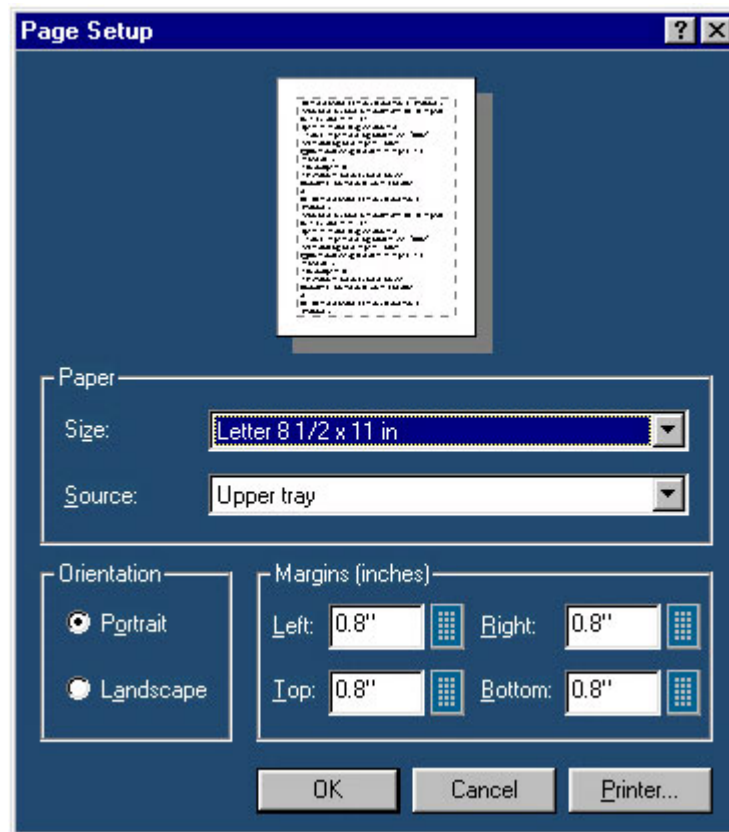 Page Setup
Paper
Size: Letter 8 1/2 x 11 in
Source: Upper tray
Orientation
Portrait
Landscape
Margins (inches)
Left: 0.8" Right: 0.8"
Top: 0.8" Bottom: 0.8"
OK Cancel Printer...